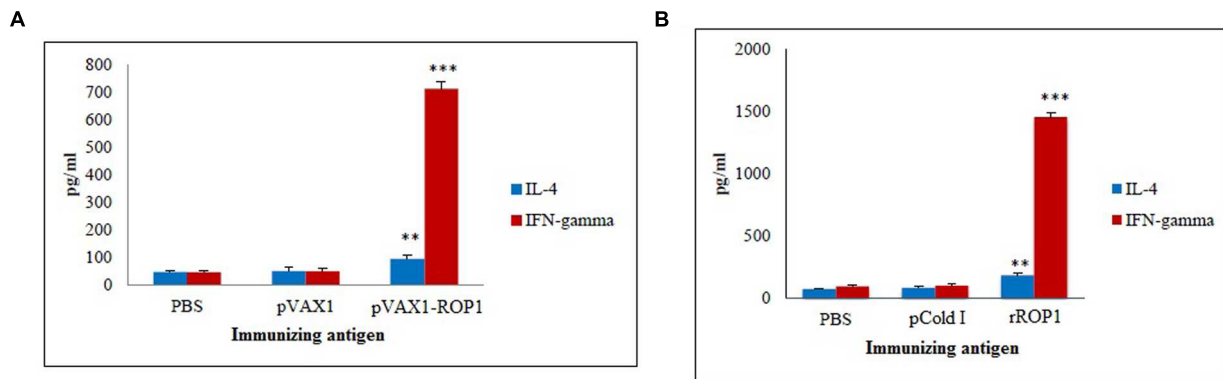 A
800
700
600
500
400
300
200
100
0
pg/ml
***
**
IL-4
IFN-gamma
PBS pVAX1 pVAX1-ROP1
Immunizing antigen
B
2000
1500
1000
500
0
pg/ml
***
**
IL-4
IFN-gamma
PBS pCold I rROP1
Immunizing antigen